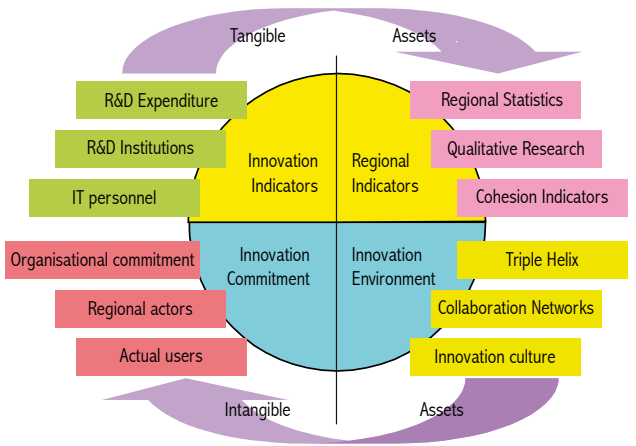 Tangible Assets
R&D Expenditure
Regional Statistics
R&D Institutions
Qualitative Research
Innovation
Indicators
Regional
Indicators
IT personnel
Cohesion Indicators
Organisational commitment
Innovation
Commitment
Innovation
Environment
Triple Helix
Regional actors
Collaboration Networks
Actual users
Innovation culture
Intangible Assets